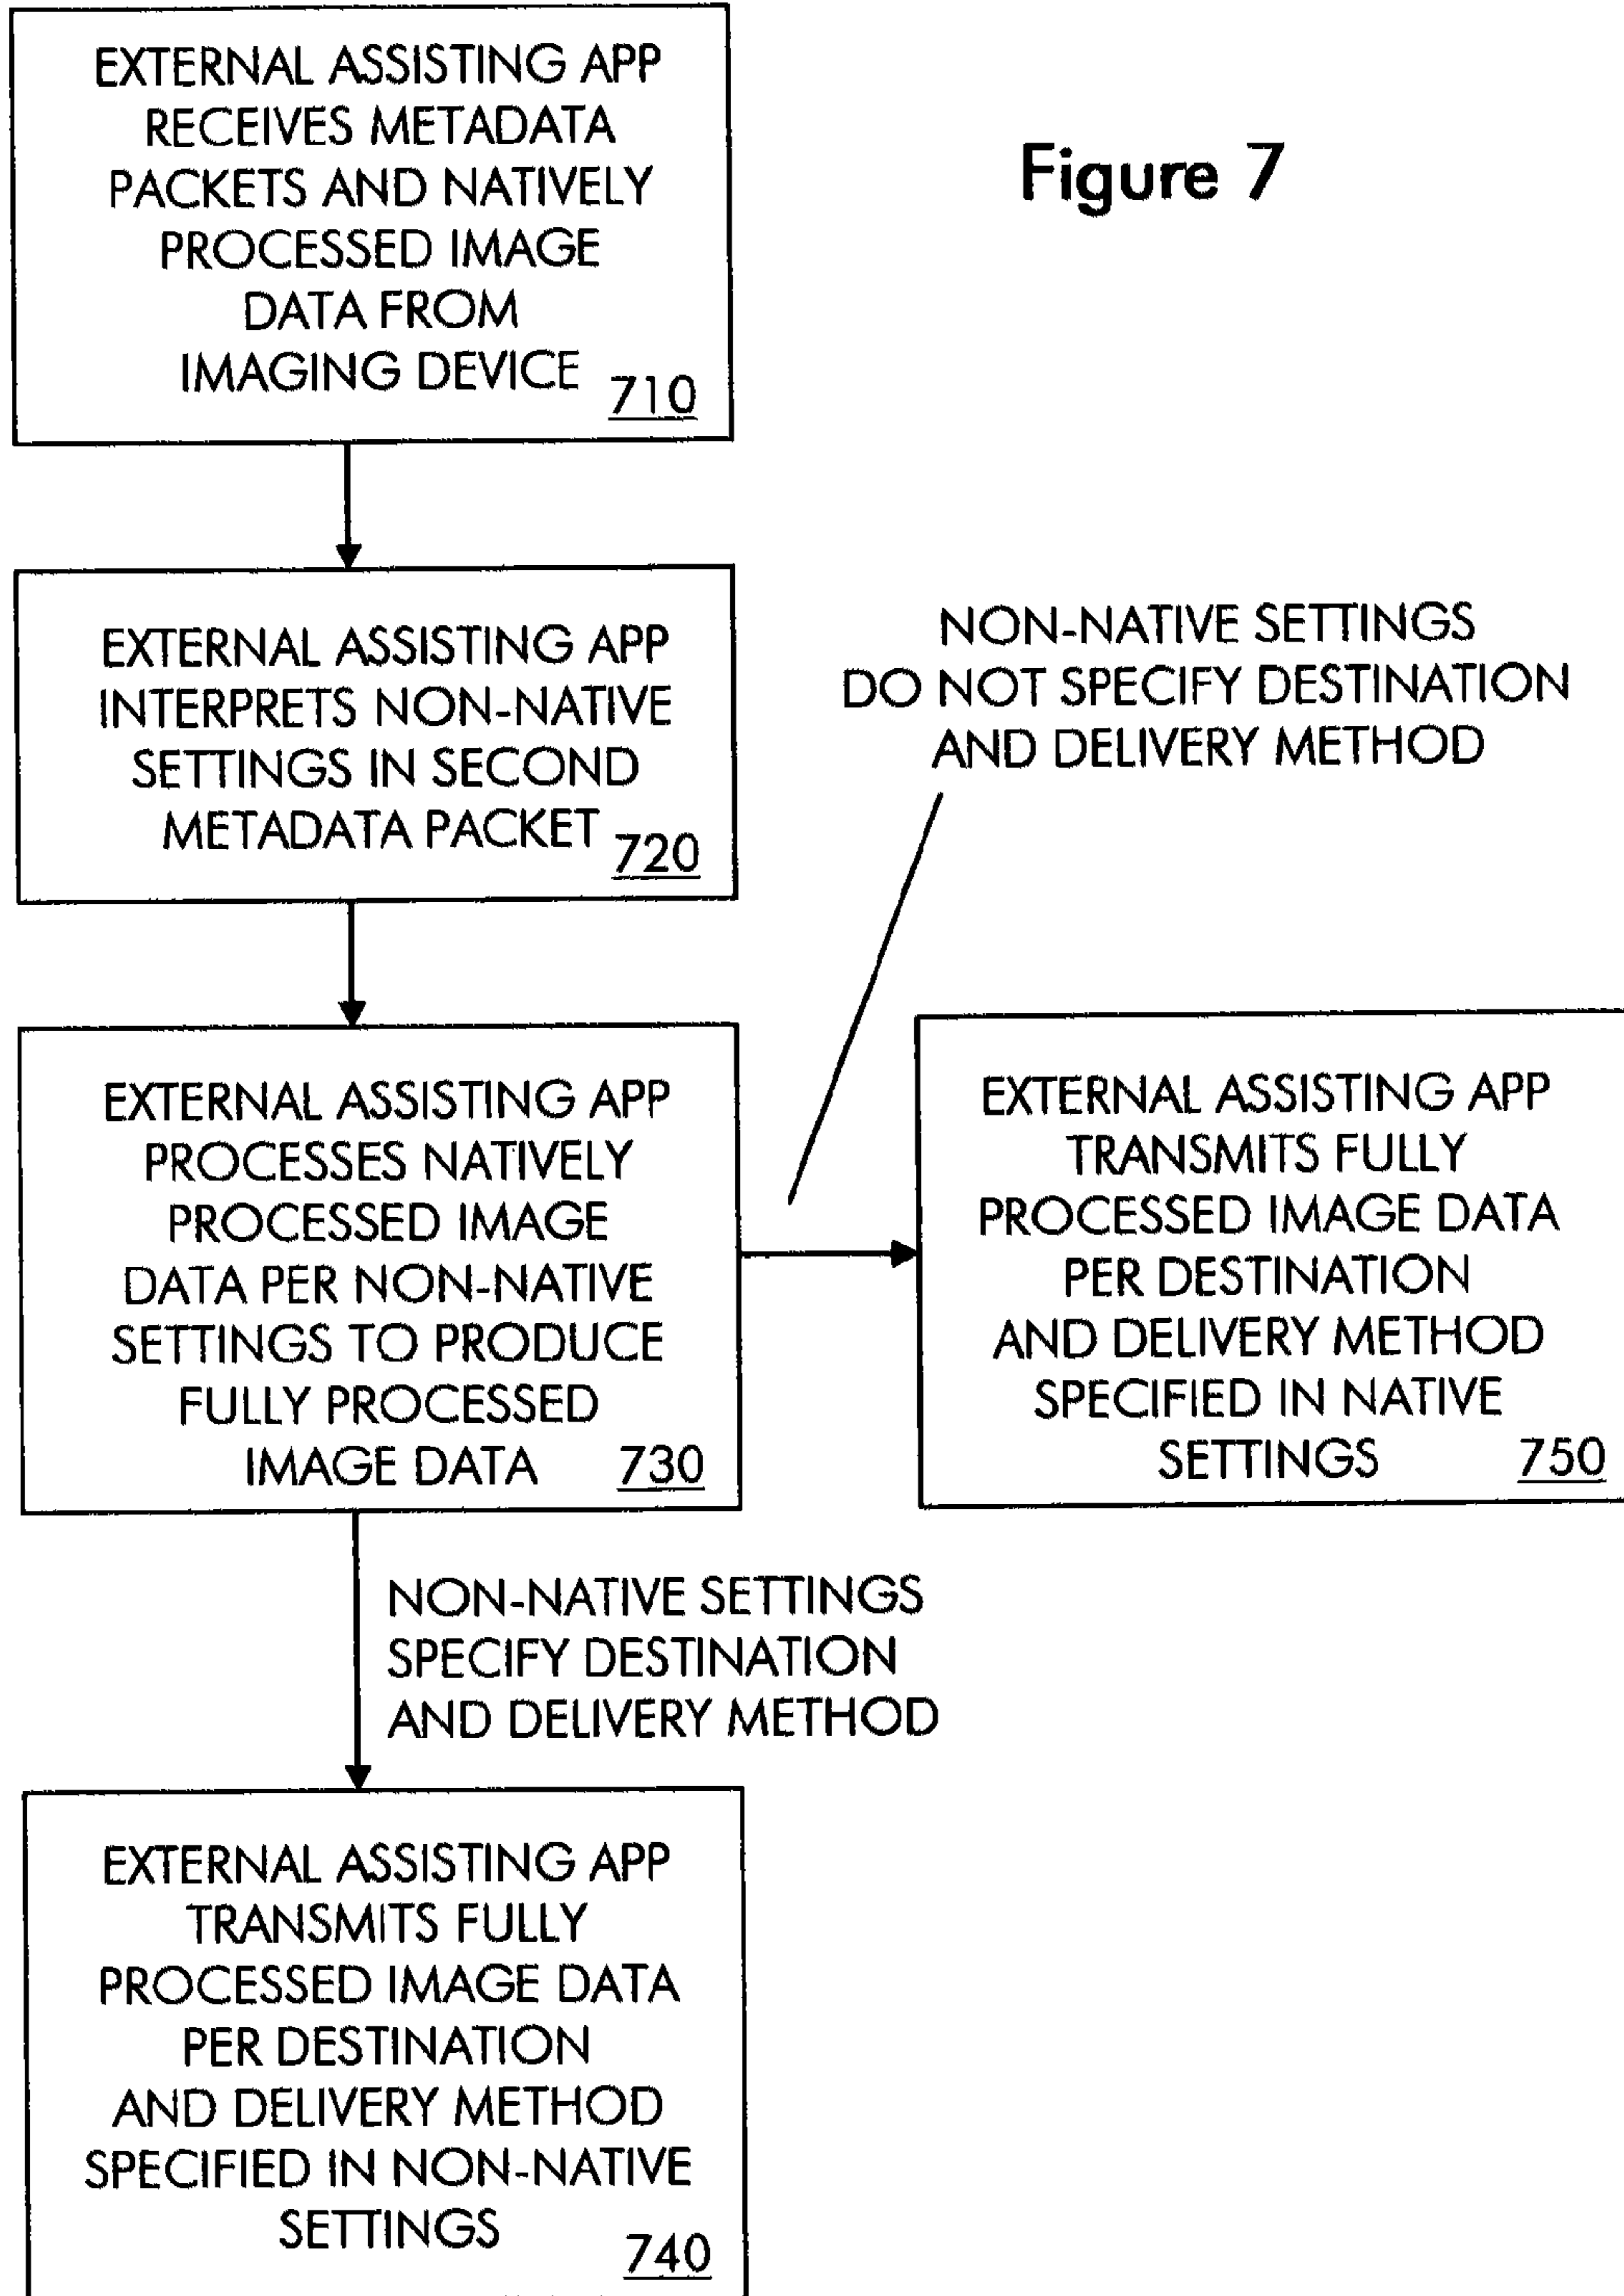 EXTERNAL ASSISTING APP
RECEIVES METADATA
PACKETS AND NATIVELY
PROCESSED IMAGE
DATA FROM
IMAGING DEVICE 710
Figure 7
EXTERNAL ASSISTING APP
INTERPRETS NON-NATIVE
SETTINGS IN SECOND
METADATA PACKET 720
NON-NATIVE SETTINGS
DO NOT SPECIFY DESTINATION
AND DELIVERY METHOD
EXTERNAL ASSISTING APP
PROCESSES NATIVELY
PROCESSED IMAGE
DATA PER NON-NATIVE
SETTINGS TO PRODUCE
FULLY PROCESSED
IMAGE DATA 730
EXTERNAL ASSISTING APP
TRANSMITS FULLY
PROCESSED IMAGE DATA
PER DESTINATION
AND DELIVERY METHOD
SPECIFIED IN NATIVE
SETTINGS 750
NON-NATIVE SETTINGS
SPECIFY DESTINATION
AND DELIVERY METHOD
EXTERNAL ASSISTING APP
TRANSMITS FULLY
PROCESSED IMAGE DATA
PER DESTINATION
AND DELIVERY METHOD
SPECIFIED IN NON-NATIVE
SETTINGS 740